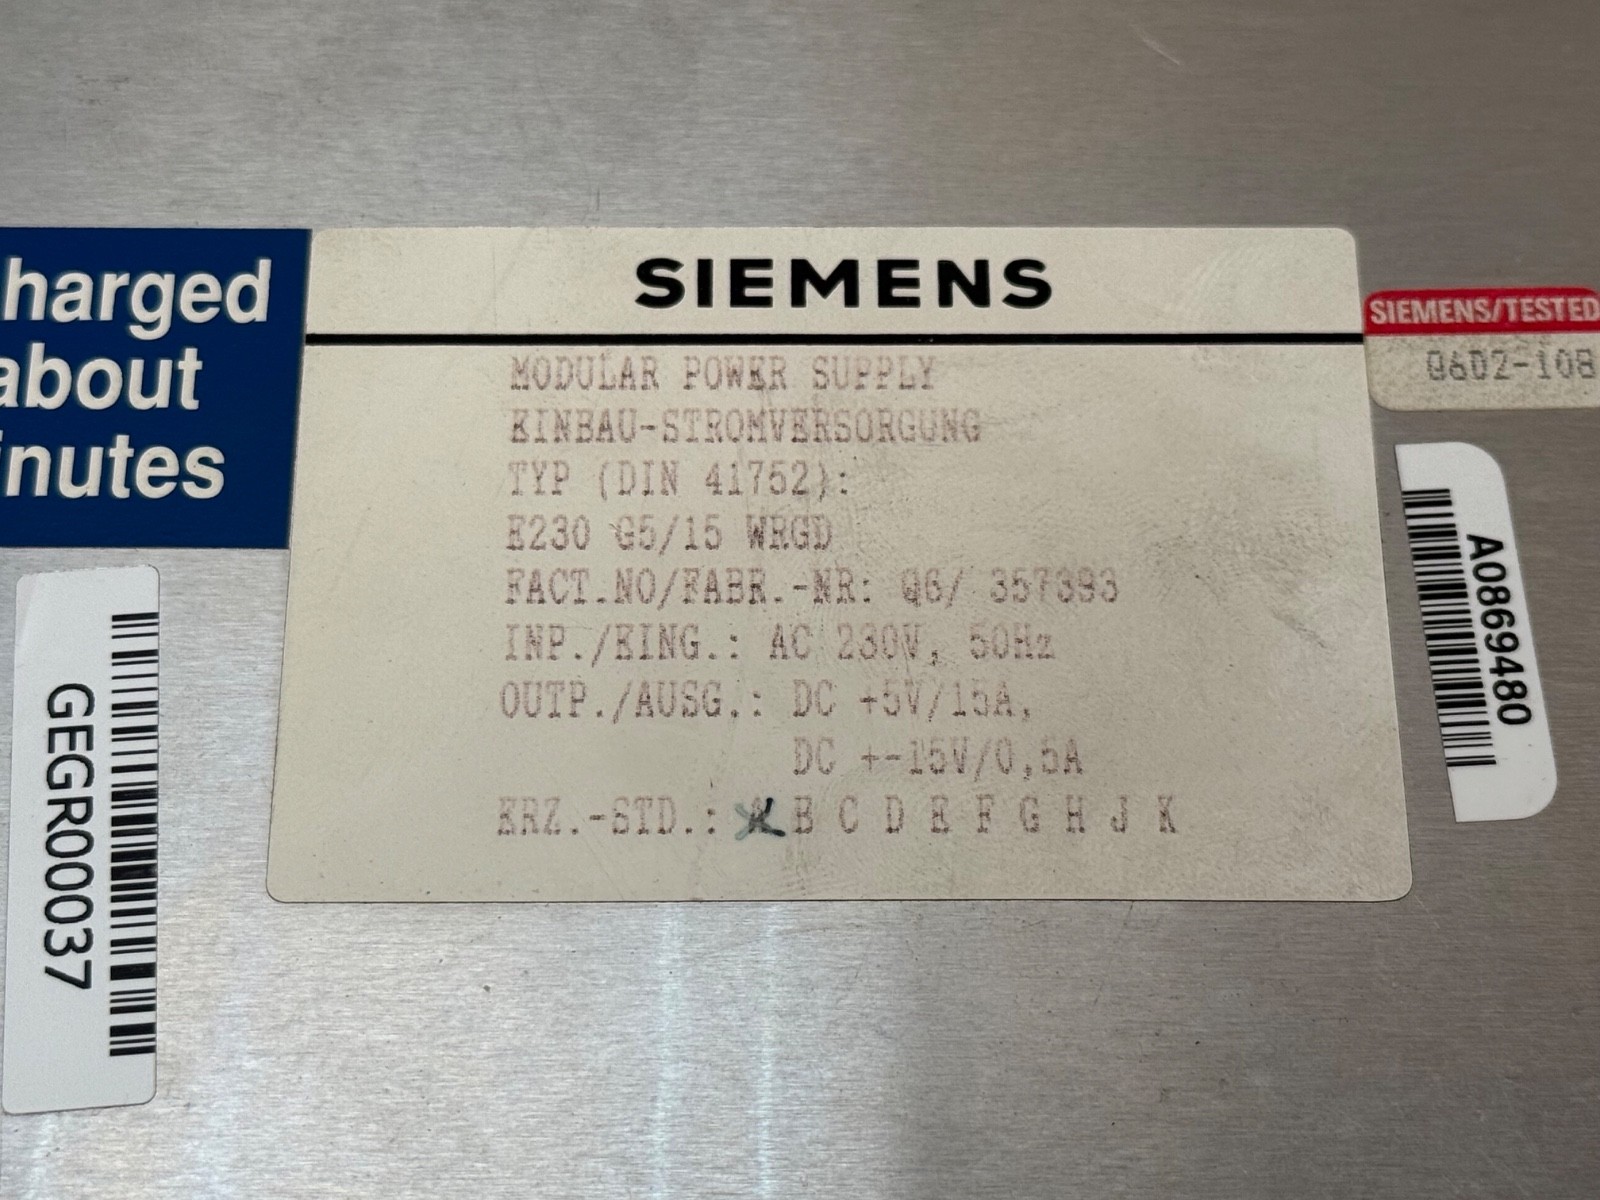 harged
about
inutes
SIEMENS
MODULAR POWER SUPPLY
EINBAU-STROMVERSORGUNG
TYP (DIN 41752):
E230 G5/15 WRGD
FACT.NO/FABR.-NR: Q6/ 357393
INP./EING.: AC 230V, 50Hz
OUTP./AUSG.: DC +5V/15A,
DC +-15V/0,5A
ERZ.-STD.: A B C D E F G H J K
SIEMENS/TESTED
Q6D2-108
A0869480
GEGR00037